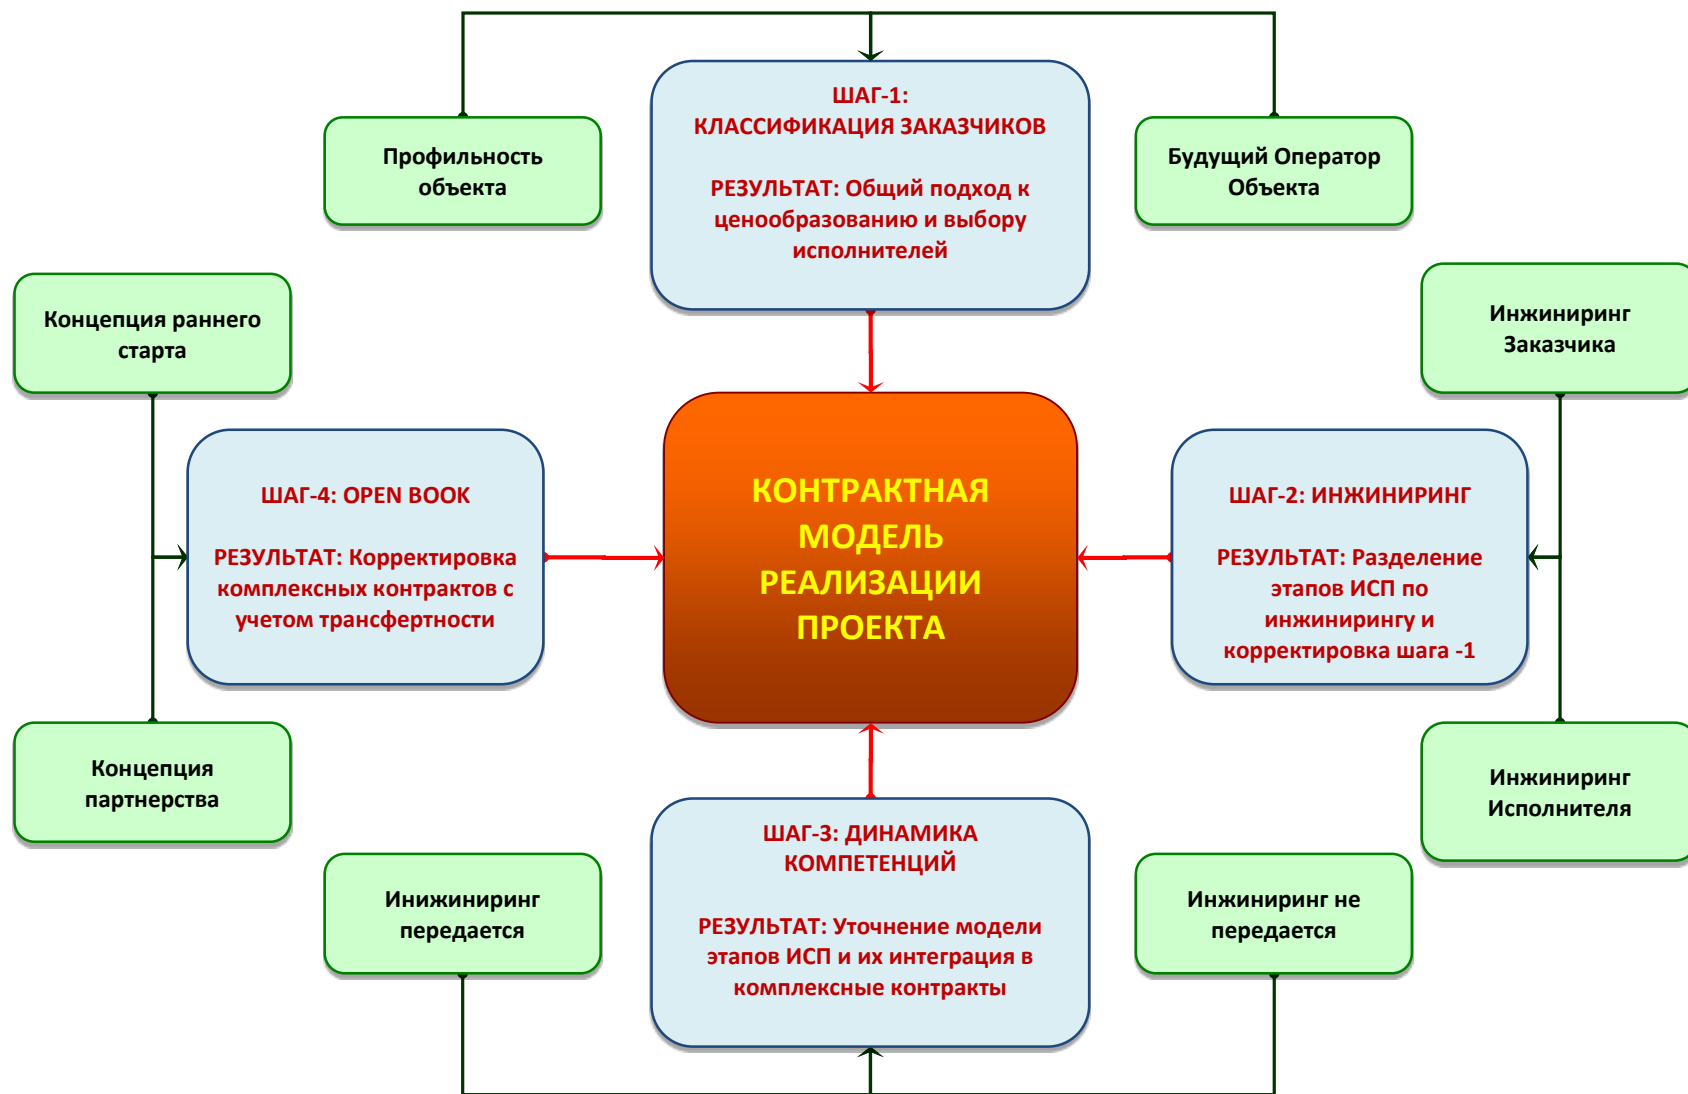 ШАГ-1:
КЛАССИФИКАЦИЯ ЗАКАЗЧИКОВ
РЕЗУЛЬТАТ: Общий подход к
ценообразованию и выбору
исполнителей
Профильность
объекта
Будущий Оператор
Объекта
Концепция раннего
старта
Инжиниринг
Заказчика
ШАГ-4: OPEN BOOK
РЕЗУЛЬТАТ: Корректировка
комплексных контрактов с
учетом трансфертности
КОНТРАКТНАЯ
МОДЕЛЬ
РЕАЛИЗАЦИИ
ПРОЕКТА
ШАГ-2: ИНЖИНИРИНГ
РЕЗУЛЬТАТ: Разделение
этапов ИСП по
инжинирингу и
корректировка шага -1
Концепция
партнерства
Инжиниринг
Исполнителя
ШАГ-3: ДИНАМИКА
КОМПЕТЕНЦИЙ
РЕЗУЛЬТАТ: Уточнение модели
этапов ИСП и их интеграция в
комплексные контракты
Инижиниринг
передается
Инжиниринг не
передается